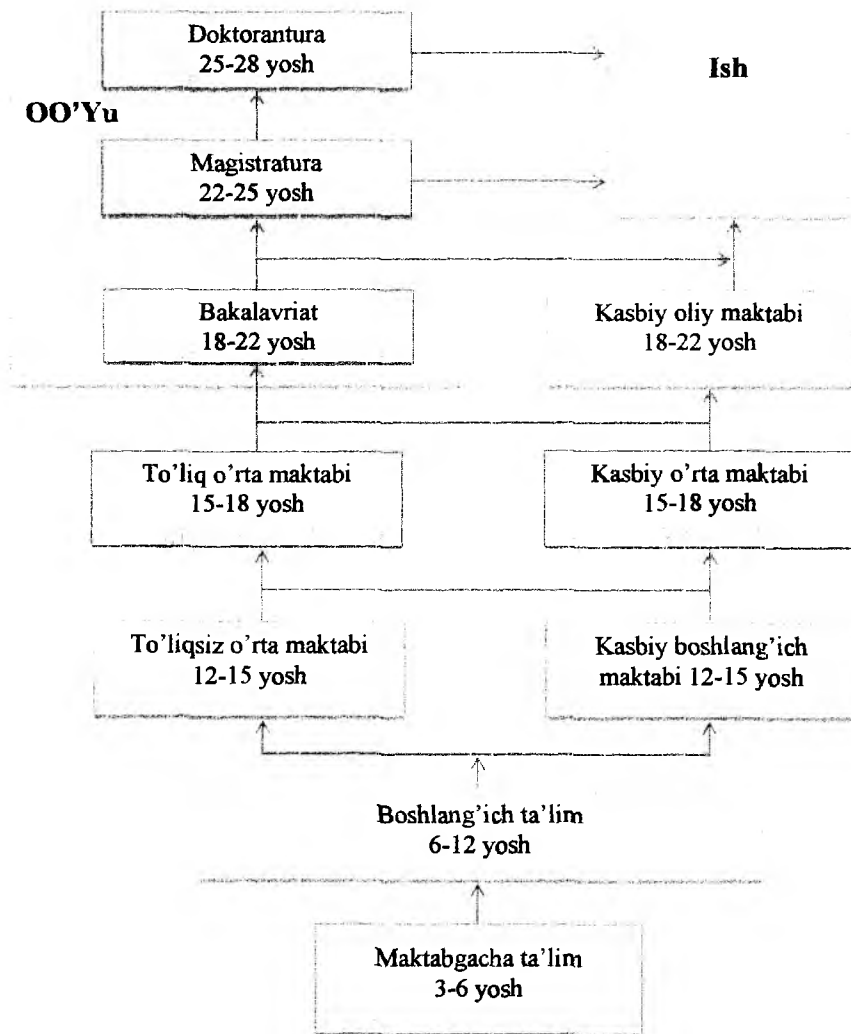 Doktorantura
25-28 yosh
Ish
OO'Yu
Magistratura
22-25 yosh
Bakalavriat
18-22 yosh
Kasbiy oliy maktabi
18-22 yosh
To'liq o'rta maktabi
15-18 yosh
Kasbiy o'rta maktabi
15-18 yosh
To'liqsiz o'rta maktabi
12-15 yosh
Kasbiy boshlang'ich
maktabi 12-15 yosh
Boshlang'ich ta'lim
6-12 yosh
Maktabgacha ta'lim
3-6 yosh